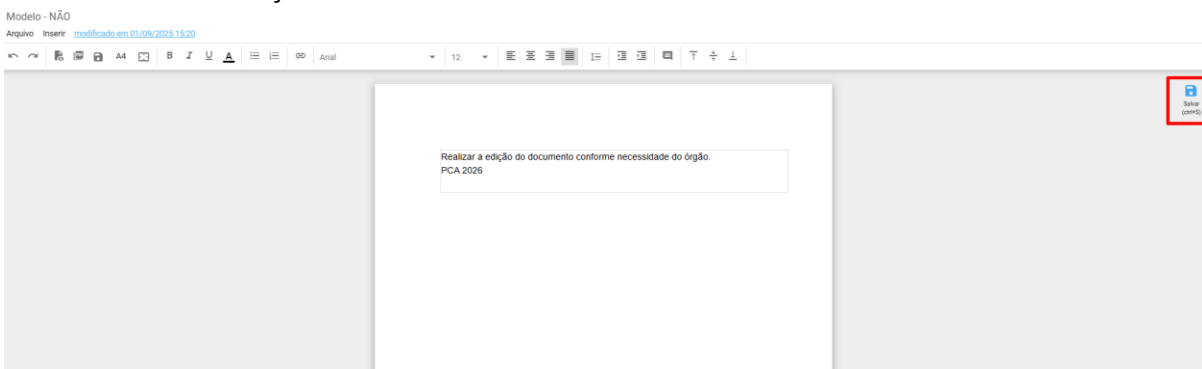 Modelo - NÃO
Arquivo Inserir modificado em 01/09/2025 15:20
A4 B I U A Arial 12
Salvar
(ctrl+S)
Realizar a edição do documento conforme necessidade do órgão.
PCA 2026